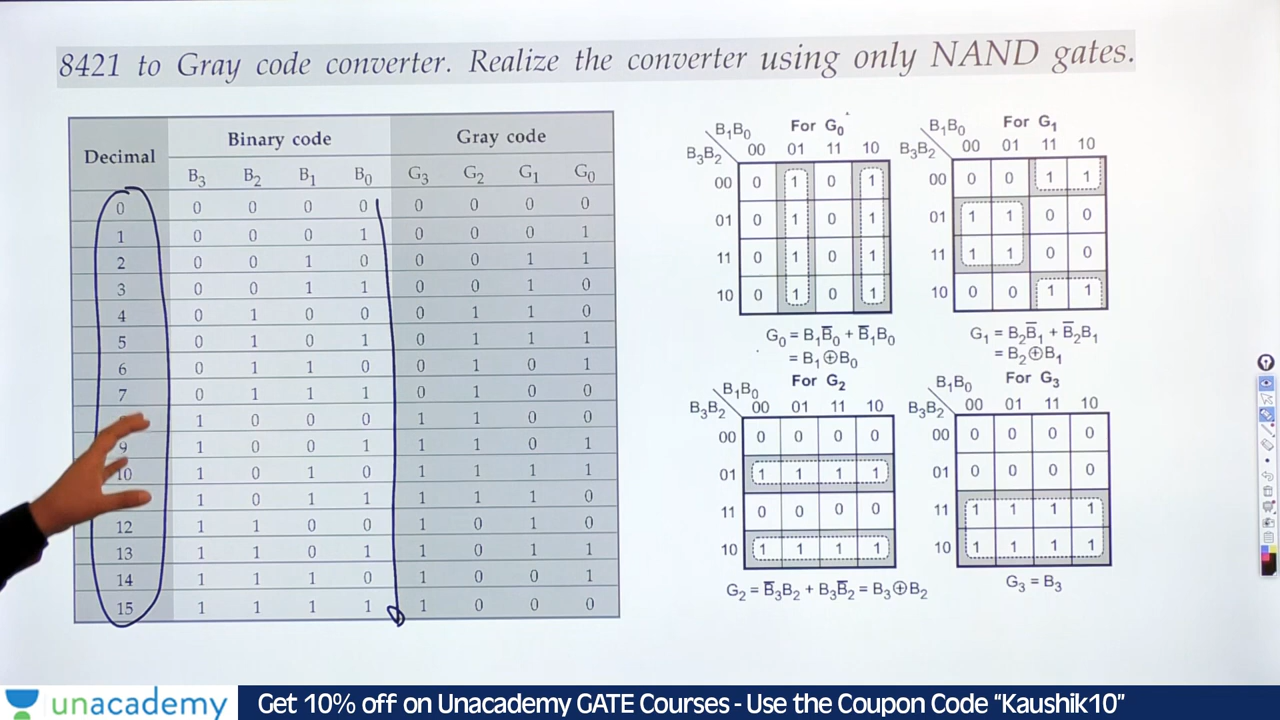 8421 to Gray code converter. Realize the converter using only NAND gates.
Decimal Binary code Gray code
B₃ B₂ B₁ B₀ G₃ G₂ G₁ G₀
0 0 0 0 0 0 0 0 0
1 0 0 0 1 0 0 0 1
2 0 0 1 0 0 0 1 1
3 0 0 1 1 0 0 1 0
4 0 1 0 0 0 1 1 0
5 0 1 0 1 0 1 1 1
6 0 1 1 0 0 1 0 1
7 0 1 1 1 0 1 0 0
1 0 0 0 1 1 0 0
9 1 0 0 1 1 1 0 1
10 1 0 1 0 1 1 1 1
1 0 1 1 1 1 1 0
12 1 1 0 0 1 0 1 0
13 1 1 0 1 1 0 1 1
14 1 1 1 0 1 0 0 1
15 1 1 1 1 1 0 0 0
For G₀
B₁B₀
B₃B₂ 00 01 11 10
00 0 1 0 1
01 0 1 0 1
11 0 1 0 1
10 0 1 0 1
G₀ = B₁B̅₀ + B̅₁B₀
= B₁⊕B₀
For G₁
B₁B₀
B₃B₂ 00 01 11 10
00 0 0 1 1
01 1 1 0 0
11 1 1 0 0
10 0 0 1 1
G₁ = B₂B̅₁ + B̅₂B₁
= B₂⊕B₁
For G₂
B₁B₀
B₃B₂ 00 01 11 10
00 0 0 0 0
01 1 1 1 1
11 0 0 0 0
10 1 1 1 1
G₂ = B̅₃B₂ + B₃B̅₂ = B₃⊕B₂
For G₃
B₁B₀
B₃B₂ 00 01 11 10
00 0 0 0 0
01 0 0 0 0
11 1 1 1 1
10 1 1 1 1
G₃ = B₃
unacademy
Get 10% off on Unacademy GATE Courses - Use the Coupon Code “Kaushik10”